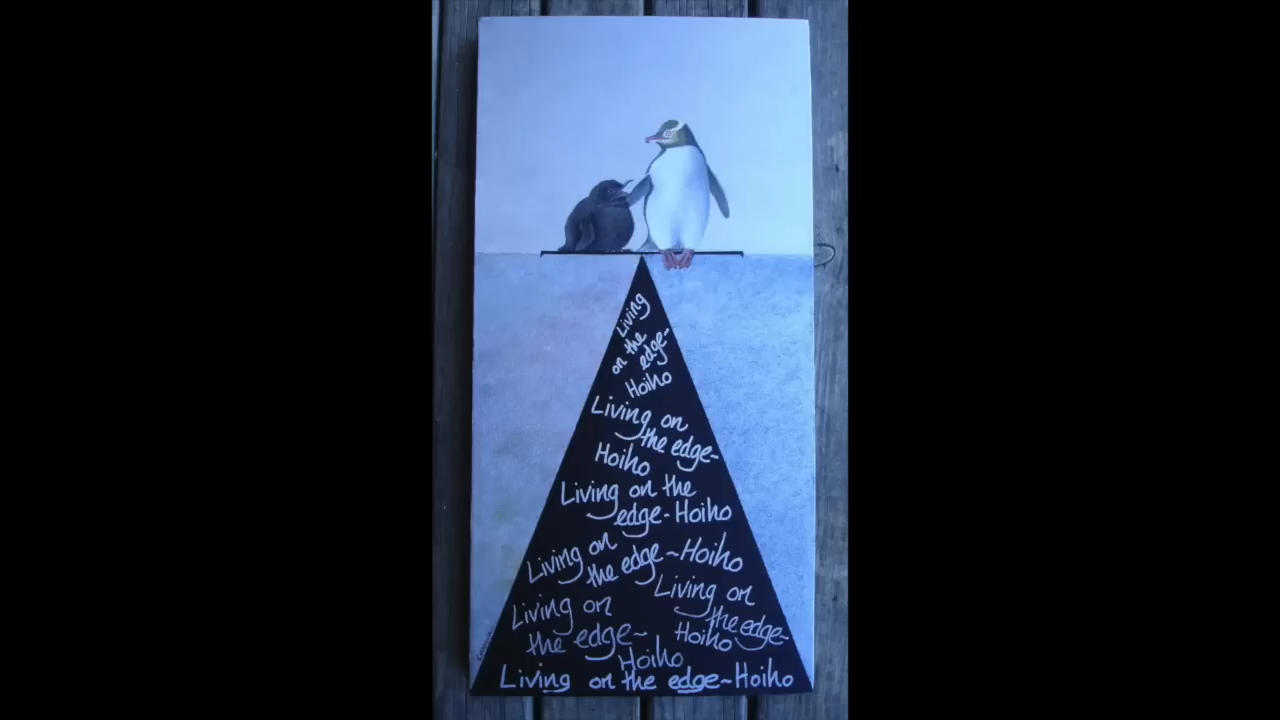 Living
on the
edge-
Hoiho
Living on
the edge-
Hoiho
Living on the
edge-Hoiho
Living on
the edge~Hoiho
Living on
the edge-
Hoiho
Living on
the edge~
Hoiho
Living on the edge~Hoiho